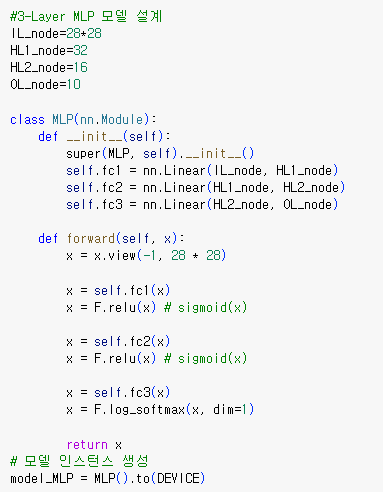 #3-Layer MLP 모델 설계
IL_node=28*28
HL1_node=32
HL2_node=16
OL_node=10

class MLP(nn.Module):
    def __init__(self):
        super(MLP, self).__init__()
        self.fc1 = nn.Linear(IL_node, HL1_node)
        self.fc2 = nn.Linear(HL1_node, HL2_node)
        self.fc3 = nn.Linear(HL2_node, OL_node)

    def forward(self, x):
        x = x.view(-1, 28 * 28)

        x = self.fc1(x)
        x = F.relu(x) # sigmoid(x)

        x = self.fc2(x)
        x = F.relu(x) # sigmoid(x)

        x = self.fc3(x)
        x = F.log_softmax(x, dim=1)

        return x
# 모델 인스턴스 생성
model_MLP = MLP().to(DEVICE)